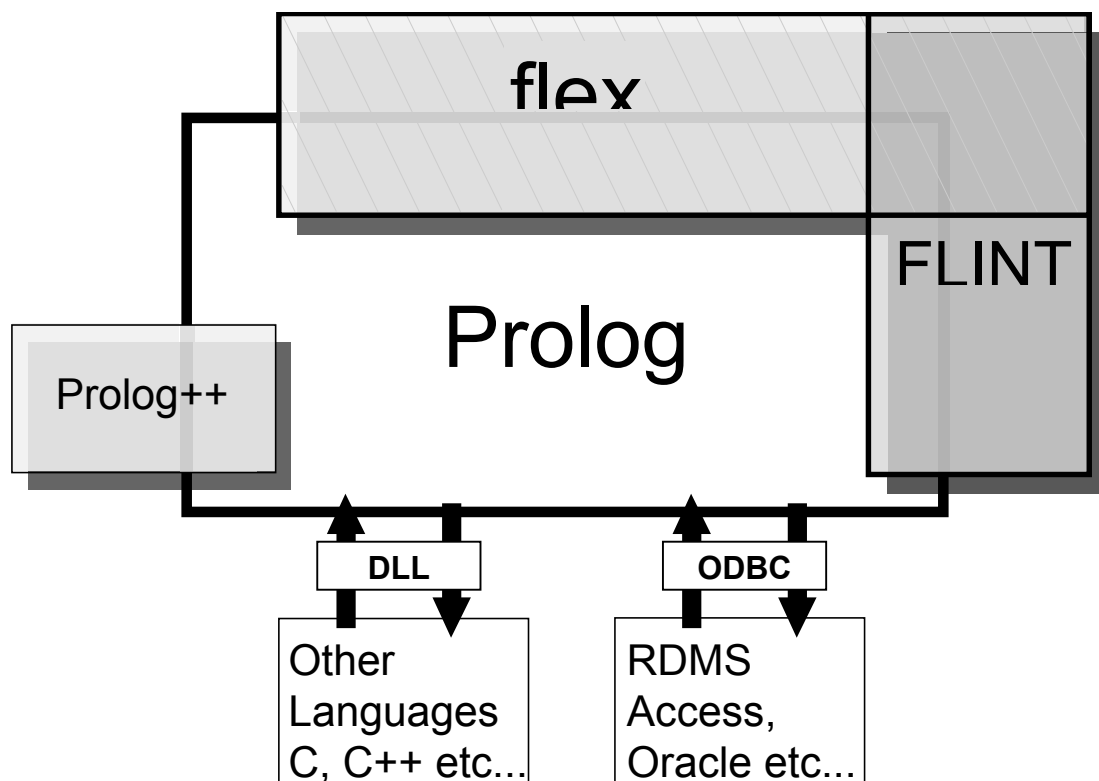 flex
FLINT
Prolog
Prolog++
DLL
ODBC
Other
Languages
C, C++ etc...
RDMS
Access,
Oracle etc...